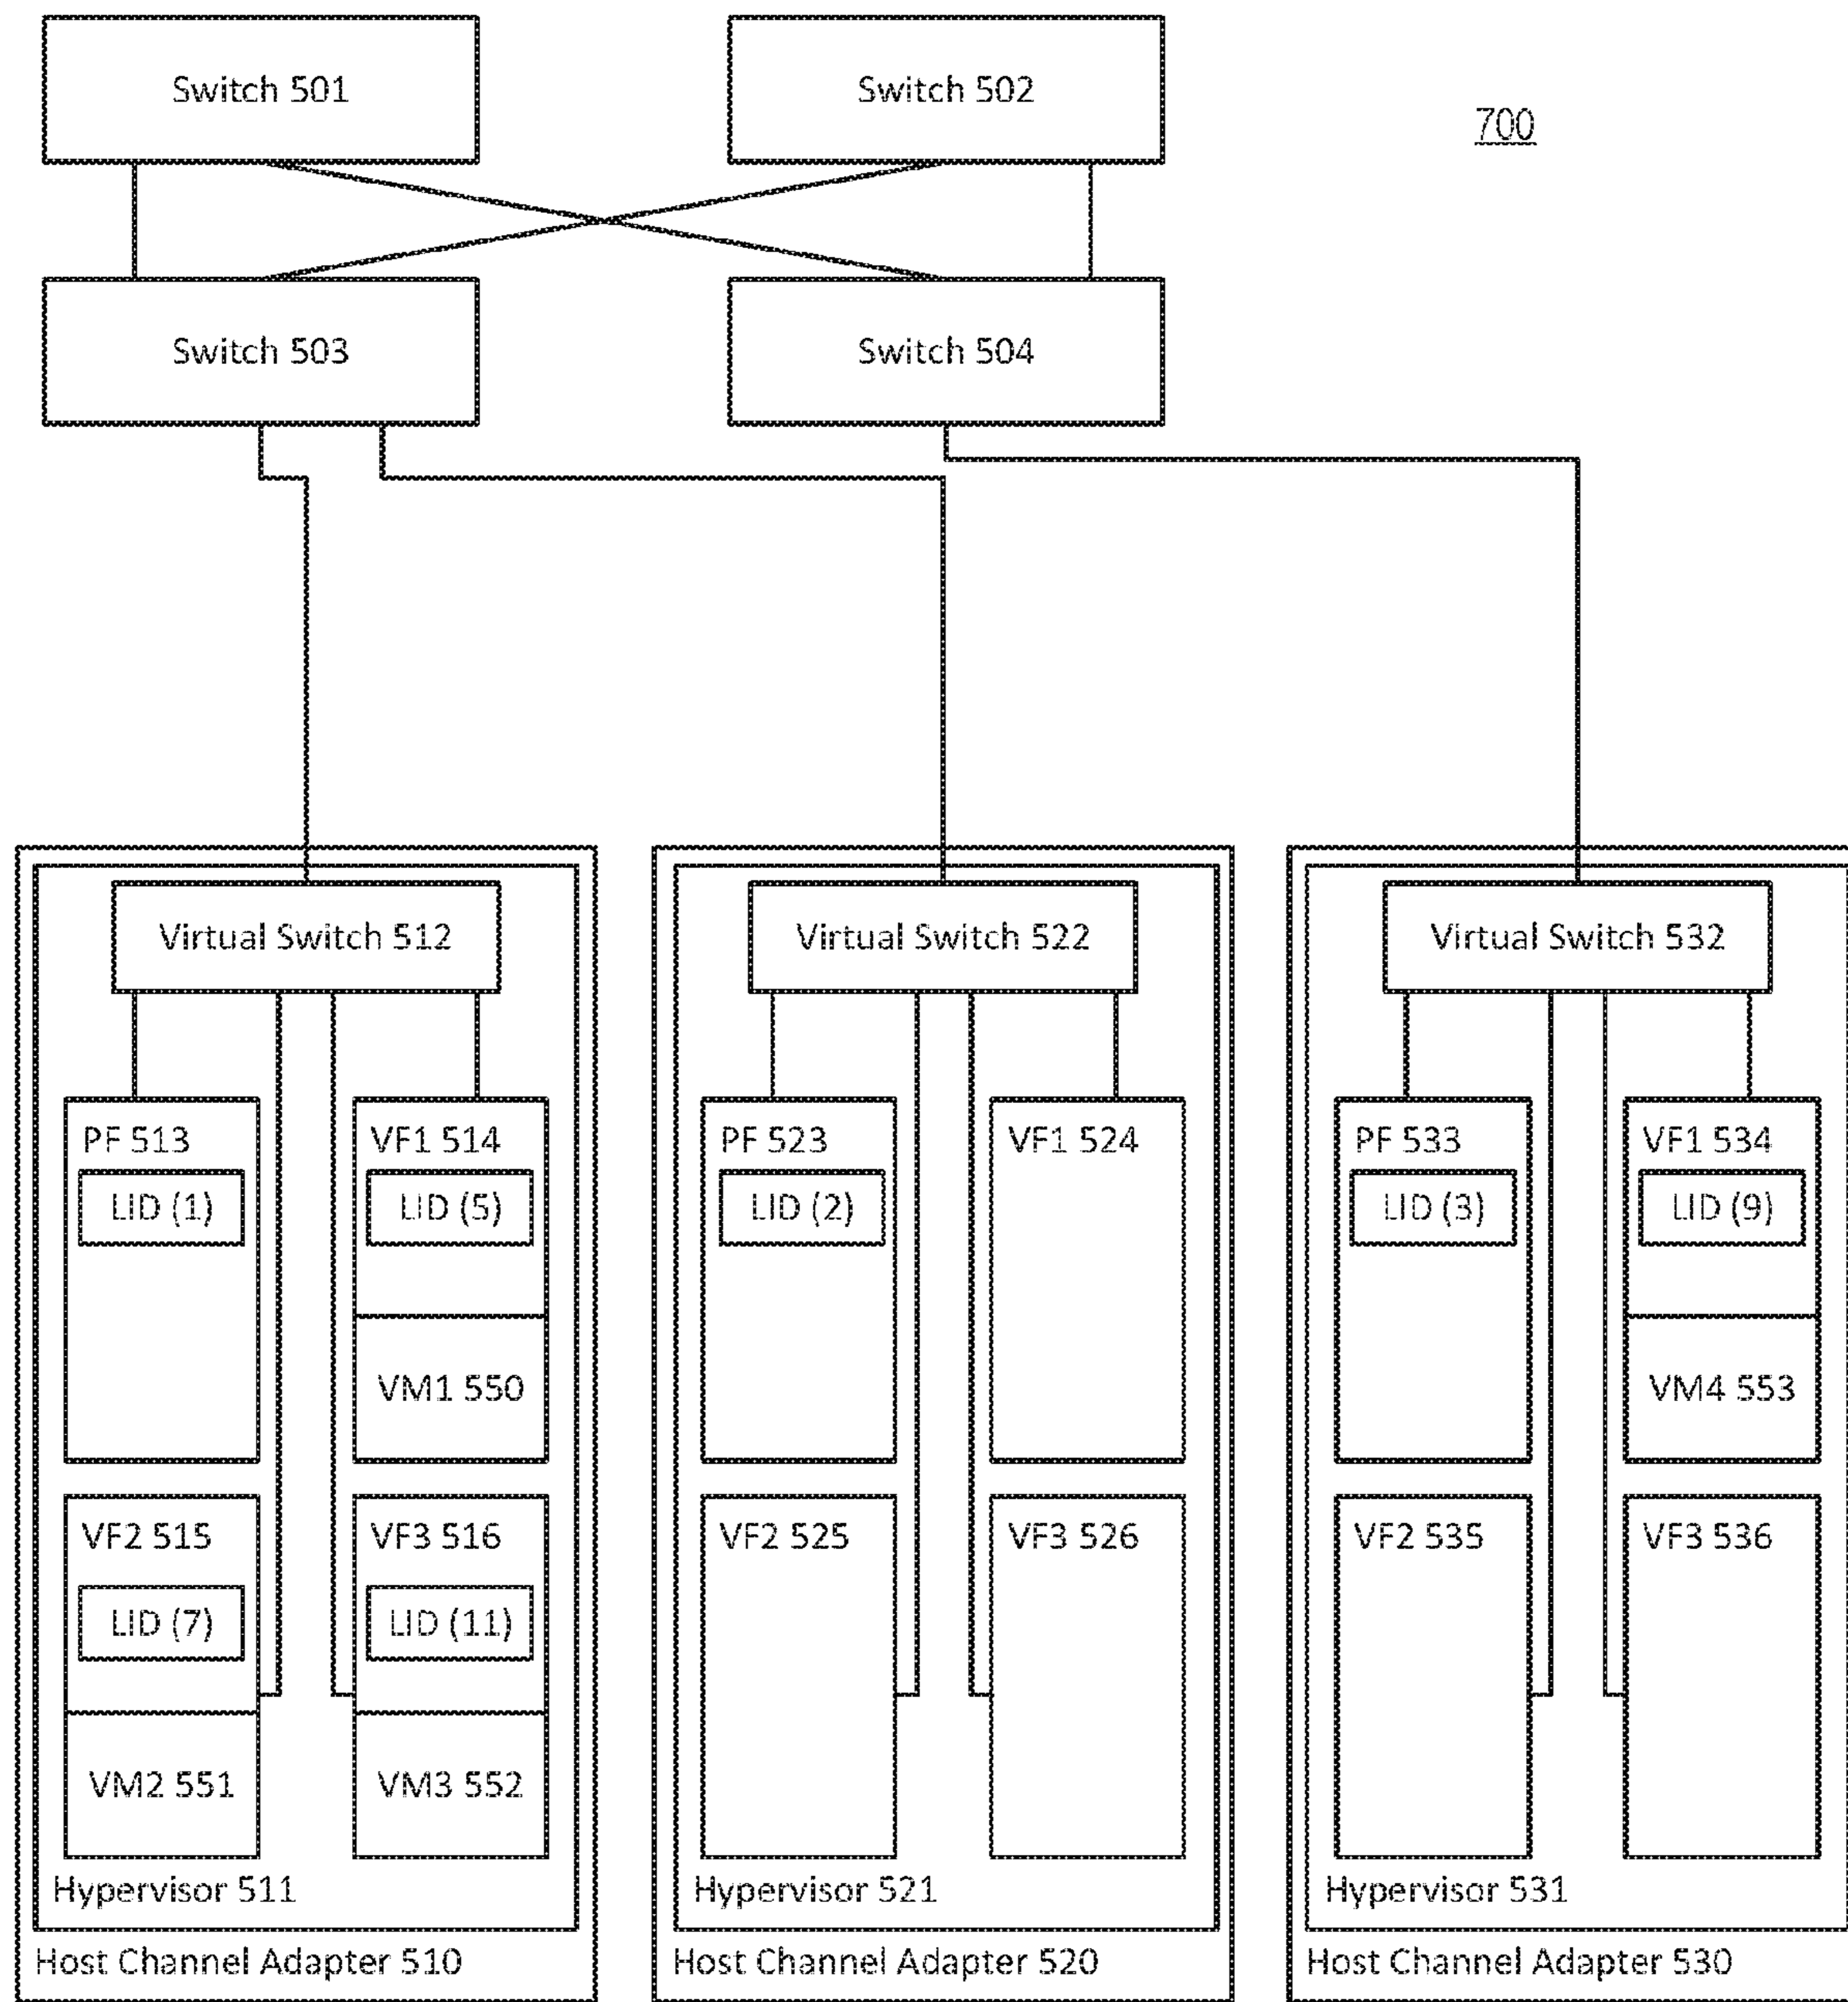 Switch 501
Switch 502
700
Switch 503
Switch 504
Virtual Switch 512
PF 513
LID (1)
VF1 514
LID (5)
VM1 550
VF2 515
LID (7)
VM2 551
VF3 516
LID (11)
VM3 552
Hypervisor 511
Host Channel Adapter 510
Virtual Switch 522
PF 523
LID (2)
VF1 524
VF2 525
VF3 526
Hypervisor 521
Host Channel Adapter 520
Virtual Switch 532
PF 533
LID (3)
VF1 534
LID (9)
VM4 553
VF2 535
VF3 536
Hypervisor 531
Host Channel Adapter 530